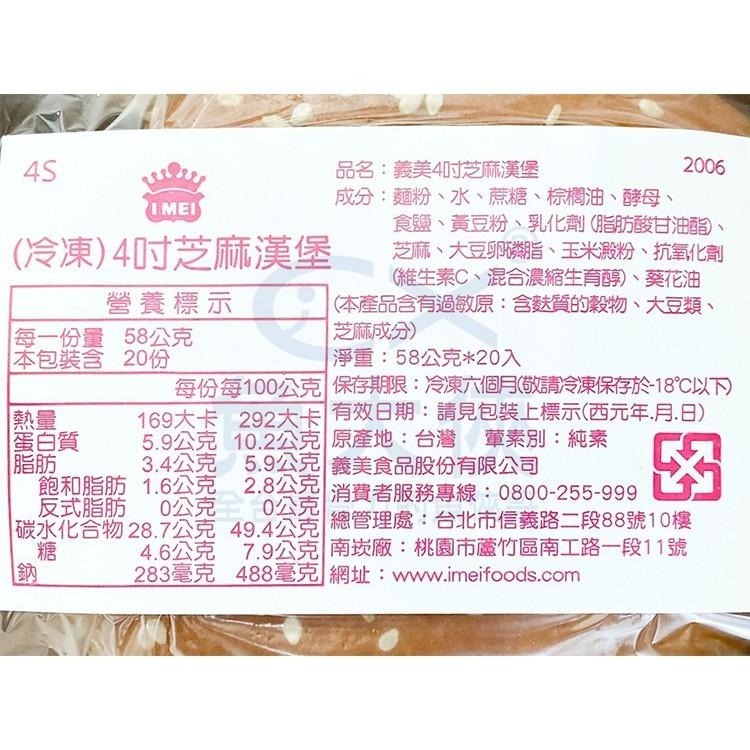 4S
I MEI
(冷凍)4吋芝麻漢堡
營養標示
每一份量 58公克
本包裝含 20份
每份 每100公克
熱量 169大卡 292大卡
蛋白質 5.9公克 10.2公克
脂肪 3.4公克 5.9公克
飽和脂肪 1.6公克 2.8公克
反式脂肪 0公克 0公克
碳水化合物 28.7公克 49.4公克
糖 4.6公克 7.9公克
鈉 283毫克 488毫克
品名：義美4吋芝麻漢堡 2006
成分：麵粉、水、蔗糖、棕櫚油、酵母、
食鹽、黃豆粉、乳化劑(脂肪酸甘油酯)、
芝麻、大豆卵磷脂、玉米澱粉、抗氧化劑
(維生素C、混合濃縮生育醇)、葵花油
(本產品含有過敏原：含麩質的穀物、大豆類、
芝麻成分)
淨重：58公克*20入
保存期限：冷凍六個月(敬請冷凍保存於-18℃以下)
有效日期：請見包裝上標示(西元年.月.日)
原產地：台灣 葷素別：純素
義美食品股份有限公司
消費者服務專線：0800-255-999
總管理處：台北市信義路二段88號10樓
南崁廠：桃園市蘆竹區南工路一段11號
網址：www.imeifoods.com